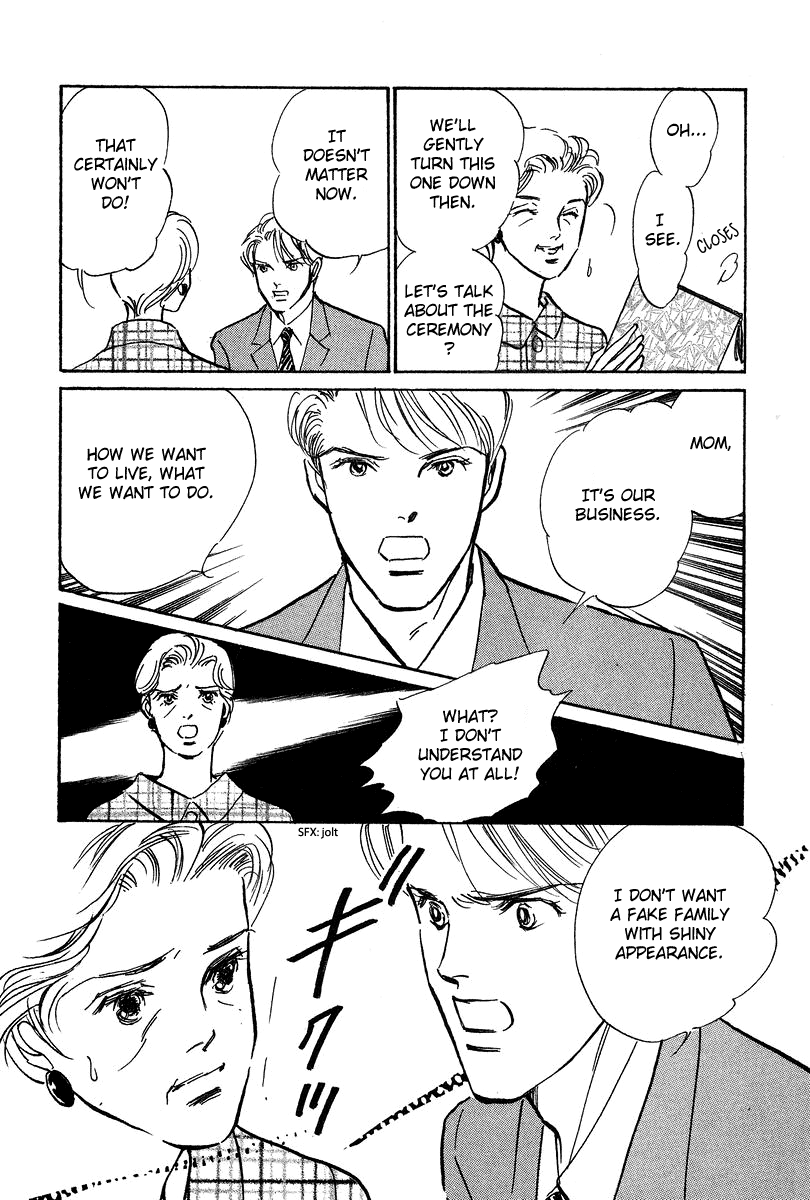 OH...
I
SEE.
CLOSES
WE'LL
GENTLY
TURN THIS
ONE DOWN
THEN.
LET'S TALK
ABOUT THE
CEREMONY
?
IT
DOESN'T
MATTER
NOW.
THAT
CERTAINLY
WON'T
DO!
MOM,
IT'S OUR
BUSINESS.
HOW WE WANT
TO LIVE, WHAT
WE WANT TO DO.
WHAT?
I DON'T
UNDERSTAND
YOU AT ALL!
SFX: jolt
ギクッ
I DON'T WANT
A FAKE FAMILY
WITH SHINY
APPEARANCE.